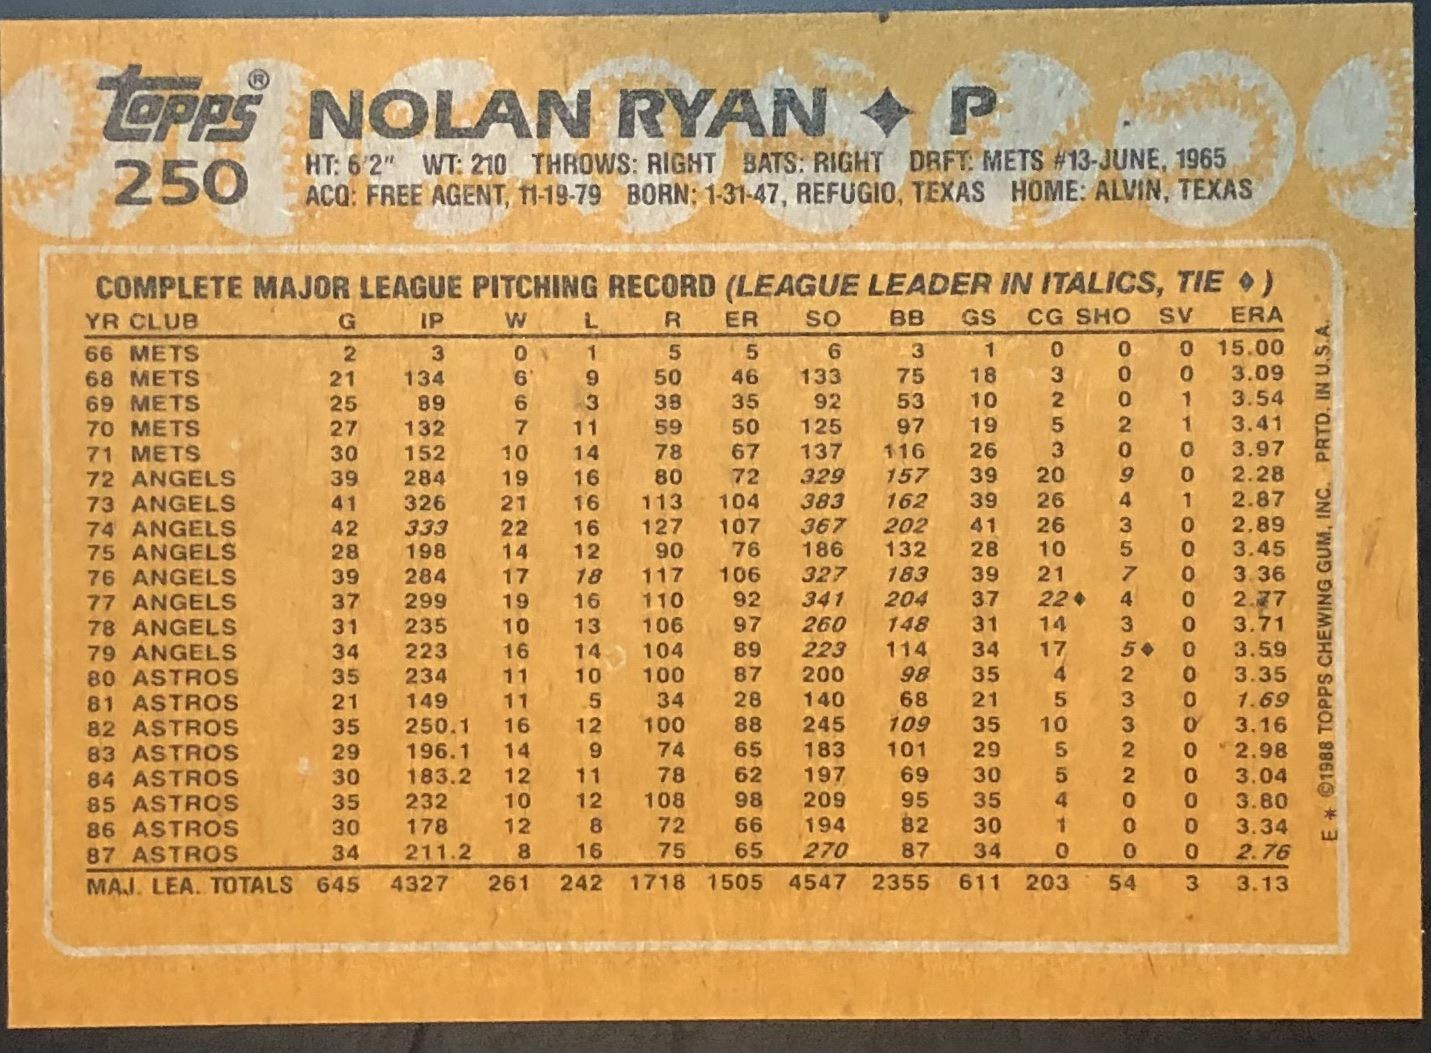 Topps® NOLAN RYAN ✦ P
250 HT: 6'2" WT: 210 THROWS: RIGHT BATS: RIGHT DRFT: METS #13-JUNE, 1965
ACQ: FREE AGENT, 11-19-79 BORN: 1-31-47, REFUGIO, TEXAS HOME: ALVIN, TEXAS
COMPLETE MAJOR LEAGUE PITCHING RECORD (LEAGUE LEADER IN ITALICS, TIE ♦)
YR CLUB G IP W L R ER SO BB GS CG SHO SV ERA
66 METS 2 3 0 1 5 5 6 3 1 0 0 0 15.00
68 METS 21 134 6 9 50 46 133 75 18 3 0 0 3.09
69 METS 25 89 6 3 38 35 92 53 10 2 0 1 3.54
70 METS 27 132 7 11 59 50 125 97 19 5 2 1 3.41
71 METS 30 152 10 14 78 67 137 116 26 3 0 0 3.97
72 ANGELS 39 284 19 16 80 72 329 157 39 20 9 0 2.28
73 ANGELS 41 326 21 16 113 104 383 162 39 26 4 1 2.87
74 ANGELS 42 333 22 16 127 107 367 202 41 26 3 0 2.89
75 ANGELS 28 198 14 12 90 76 186 132 28 10 5 0 3.45
76 ANGELS 39 284 17 18 117 106 327 183 39 21 7 0 3.36
77 ANGELS 37 299 19 16 110 92 341 204 37 22♦ 4 0 2.77
78 ANGELS 31 235 10 13 106 97 260 148 31 14 3 0 3.71
79 ANGELS 34 223 16 14 104 89 223 114 34 17 5♦ 0 3.59
80 ASTROS 35 234 11 10 100 87 200 98 35 4 2 0 3.35
81 ASTROS 21 149 11 5 34 28 140 68 21 5 3 0 1.69
82 ASTROS 35 250.1 16 12 100 88 245 109 35 10 3 0 3.16
83 ASTROS 29 196.1 14 9 74 65 183 101 29 5 2 0 2.98
84 ASTROS 30 183.2 12 11 78 62 197 69 30 5 2 0 3.04
85 ASTROS 35 232 10 12 108 98 209 95 35 4 0 0 3.80
86 ASTROS 30 178 12 8 72 66 194 82 30 1 0 0 3.34
87 ASTROS 34 211.2 8 16 75 65 270 87 34 0 0 0 2.76
MAJ. LEA. TOTALS 645 4327 261 242 1718 1505 4547 2355 611 203 54 3 3.13
E * ©1988 TOPPS CHEWING GUM, INC. PRTD. IN U.S.A.